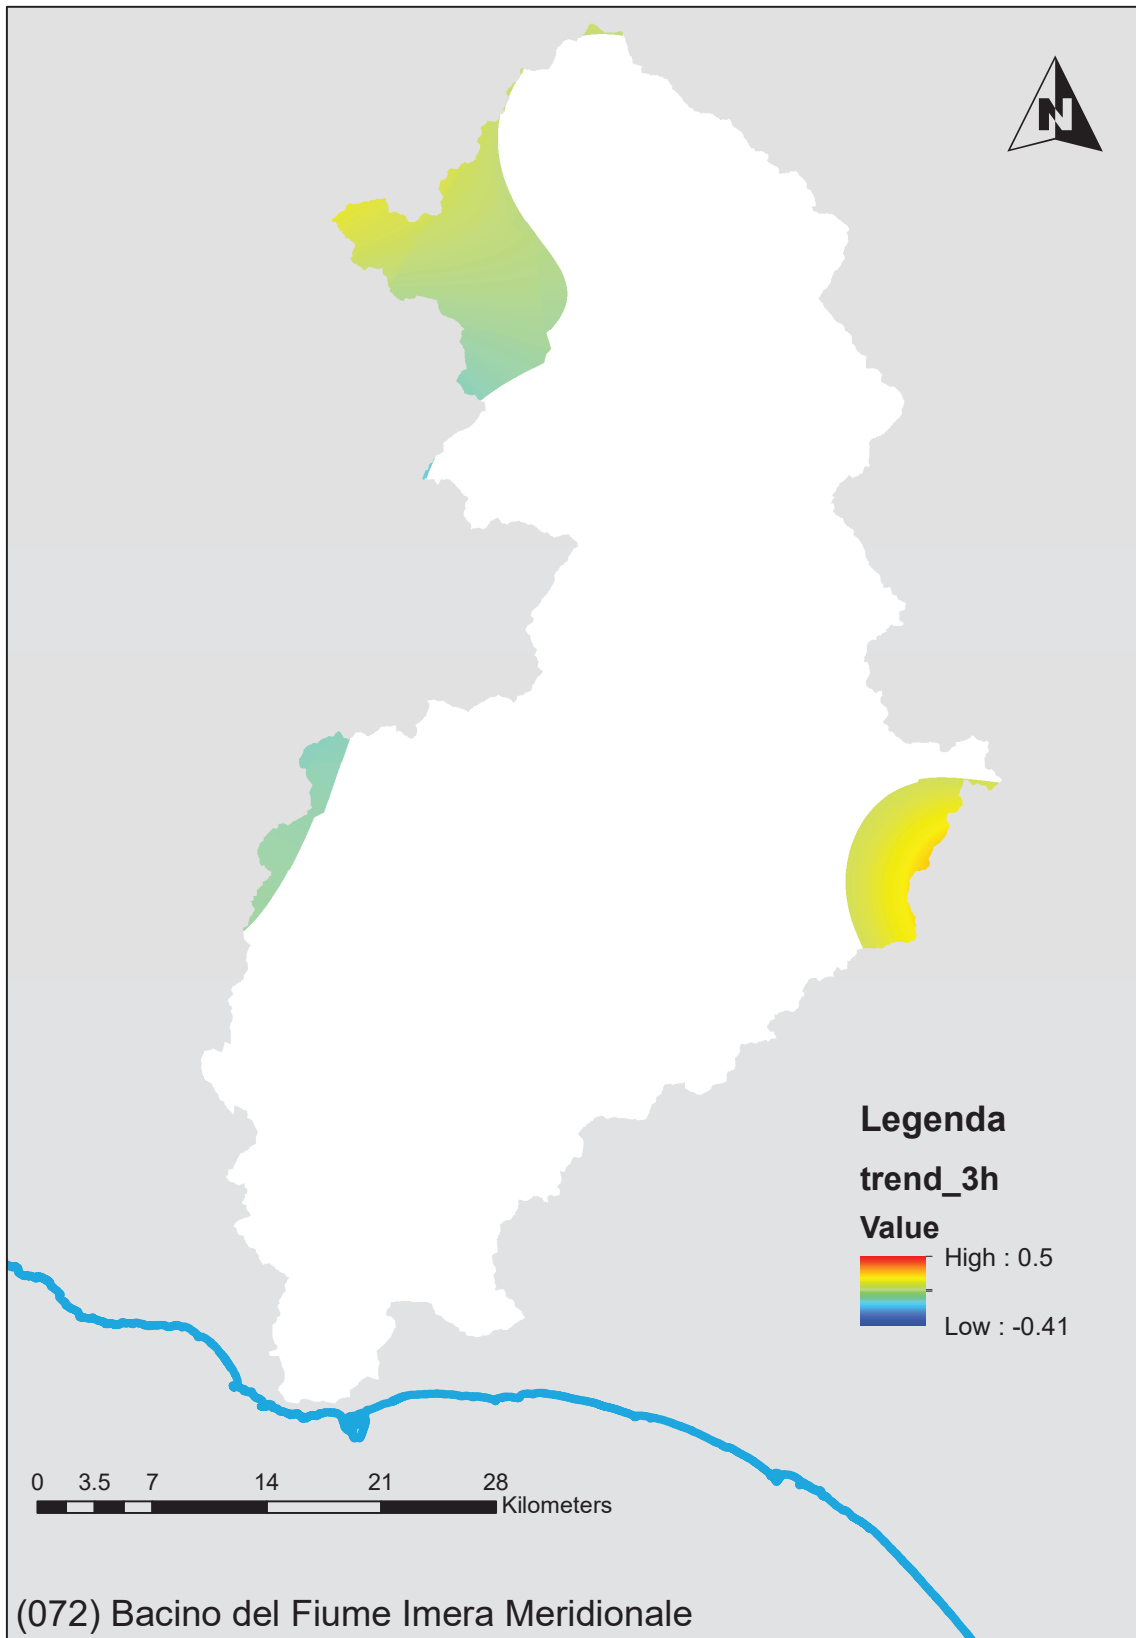 N
Legenda
trend_3h
Value
High : 0.5
Low : -0.41
0 3.5 7 14 21 28
Kilometers
(072) Bacino del Fiume Imera Meridionale